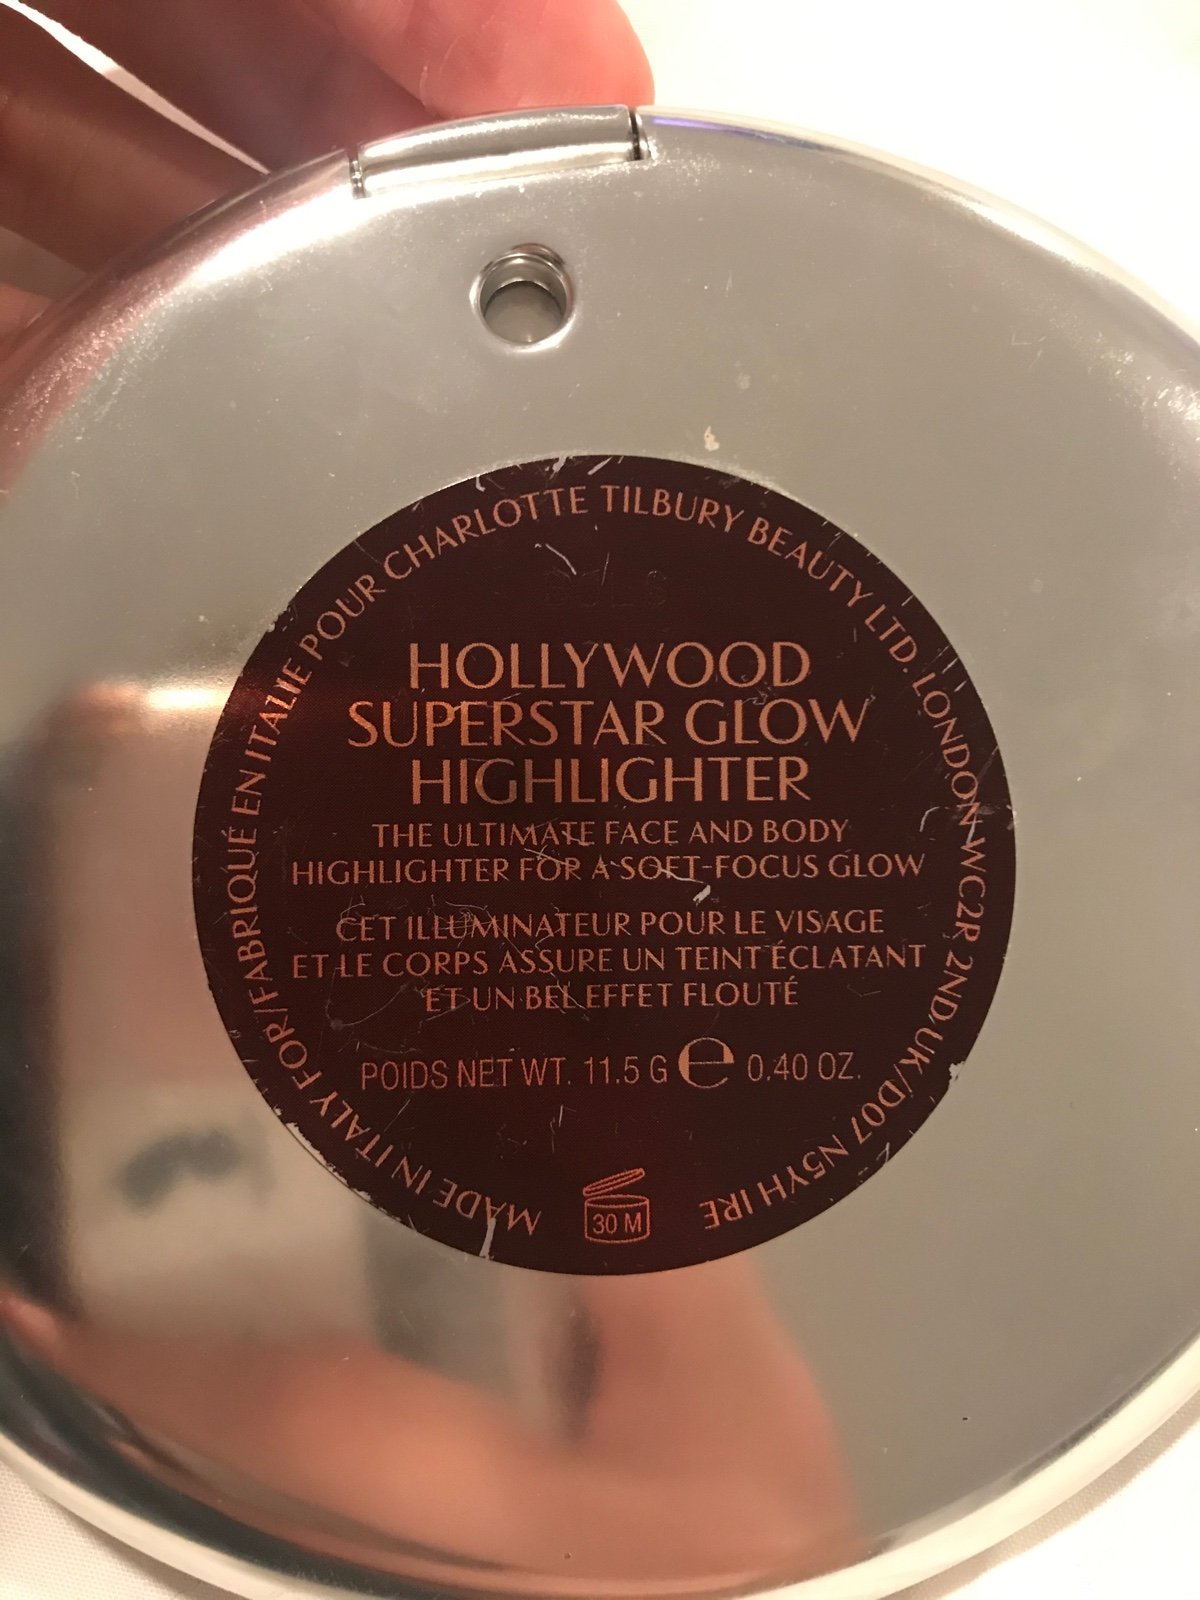 MADE IN ITALY FOR/FABRIQUÉ EN ITALIE POUR CHARLOTTE TILBURY BEAUTY LTD. LONDON WC2R 2ND/UK/D07 N5YH IRE
HOLLYWOOD
SUPERSTAR GLOW
HIGHLIGHTER
THE ULTIMATE FACE AND BODY
HIGHLIGHTER FOR A SOFT-FOCUS GLOW
CET ILLUMINATEUR POUR LE VISAGE
ET LE CORPS ASSURE UN TEINT ÉCLATANT
ET UN BEL EFFET FLOUTÉ
POIDS NET WT. 11.5 G e 0.40 OZ.
30 M